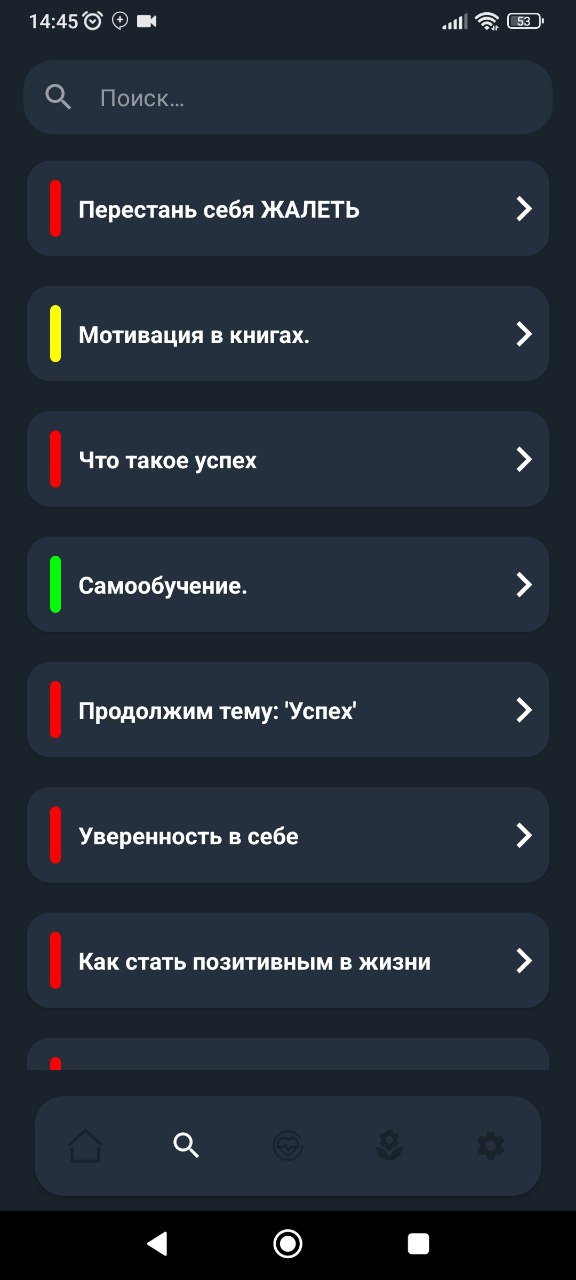 14:45
53
Поиск...
Перестань себя ЖАЛЕТЬ
Мотивация в книгах.
Что такое успех
Самообучение.
Продолжим тему: 'Успех'
Уверенность в себе
Как стать позитивным в жизни